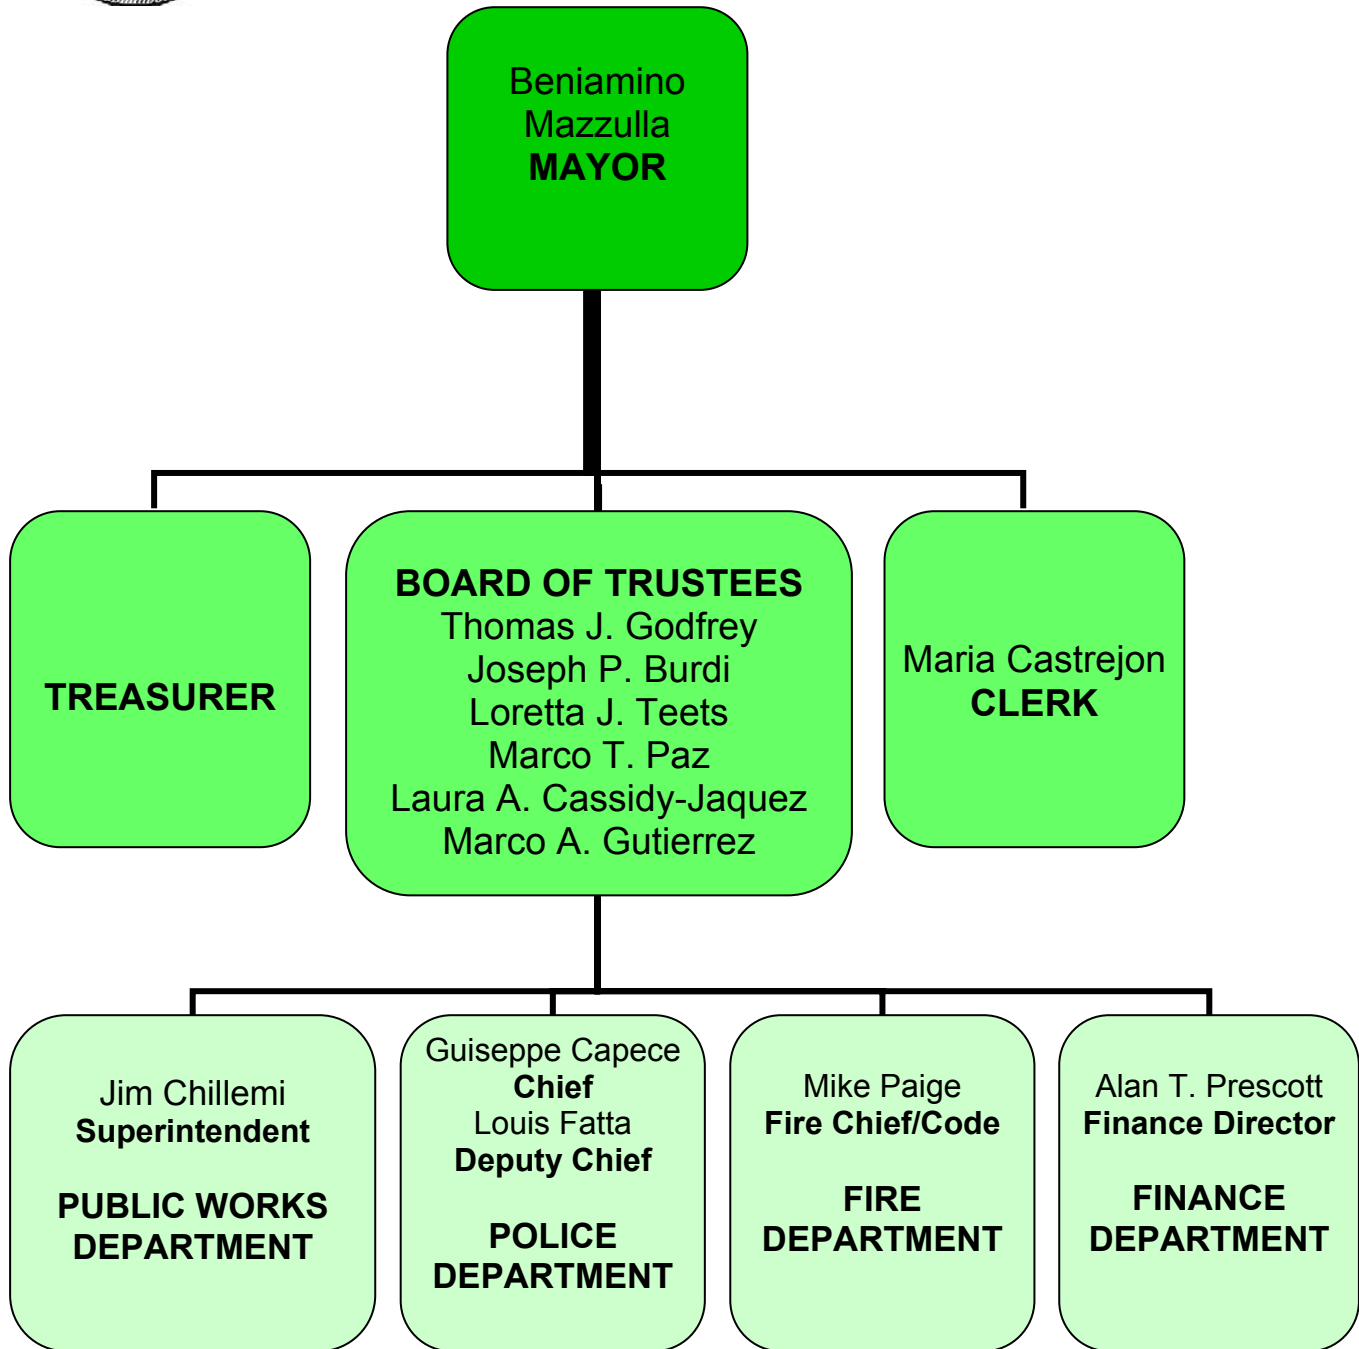 Beniamino
Mazzulla
MAYOR
TREASURER
BOARD OF TRUSTEES
Thomas J. Godfrey
Joseph P. Burdi
Loretta J. Teets
Marco T. Paz
Laura A. Cassidy-Jaquez
Marco A. Gutierrez
Maria Castrejon
CLERK
Jim Chillemi
Superintendent
PUBLIC WORKS
DEPARTMENT
Guiseppe Capece
Chief
Louis Fatta
Deputy Chief
POLICE
DEPARTMENT
Mike Paige
Fire Chief/Code
FIRE
DEPARTMENT
Alan T. Prescott
Finance Director
FINANCE
DEPARTMENT